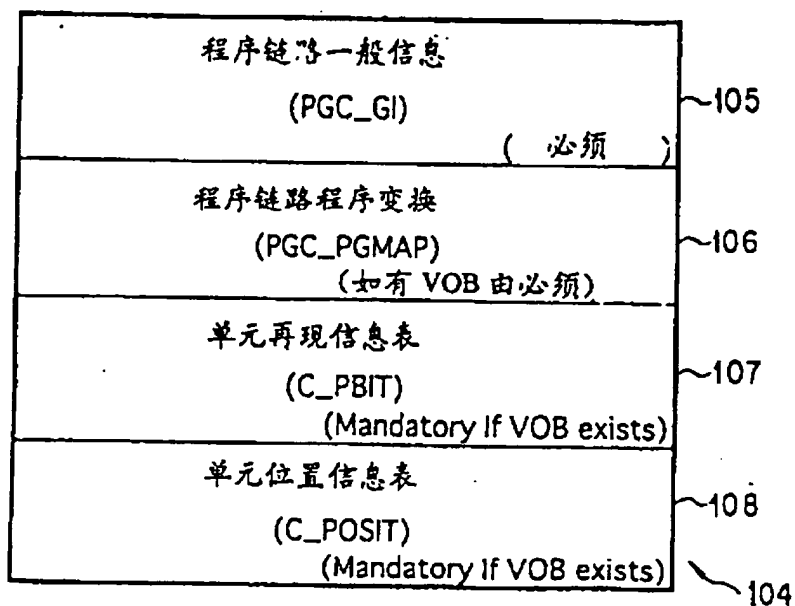 程序链路一般信息
(PGC_GI)
( 必须 )
105
程序链路程序变换
(PGC_PGMAP)
(如有 VOB 由必须)
106
单元再现信息表
(C_PBIT)
(Mandatory If VOB exists)
107
单元位置信息表
(C_POSIT)
(Mandatory If VOB exists)
108
104